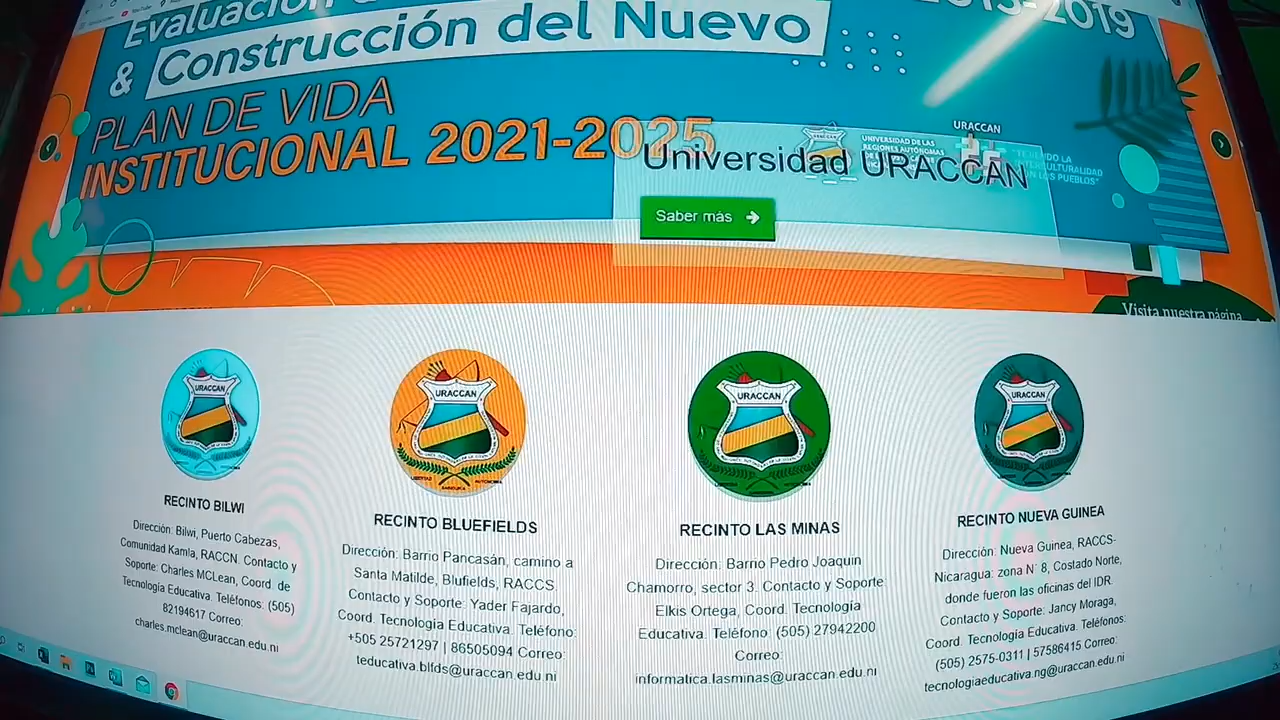 Evaluación
2015-2019
& Construcción del Nuevo
PLAN DE VIDA
INSTITUCIONAL 2021-2025
URACCAN
Universidad URACCAN
Saber más
Visita nuestra página
URACCAN
URACCAN
URACCAN
URACCAN
RECINTO BILWI
Dirección: Bilwi, Puerto Cabezas,
Comunidad Kamla, RACCN. Contacto y
Soporte: Charles MCLean, Coord. de
Tecnología Educativa. Teléfonos: (505)
82194617 Correo:
charles.mclean@uraccan.edu.ni
RECINTO BLUEFIELDS
Dirección: Barrio Pancasán, camino a
Santa Matilde, Blufields, RACCS.
Contacto y Soporte: Yader Fajardo,
Coord. Tecnología Educativa. Teléfono:
+505 25721297 | 86505094 Correo:
teducativa.blfds@uraccan.edu.ni
RECINTO LAS MINAS
Dirección: Barrio Pedro Joaquin
Chamorro, sector 3. Contacto y Soporte:
Elkis Ortega, Coord. Tecnología
Educativa. Teléfono: (505) 27942200
Correo:
informatica.lasminas@uraccan.edu.ni
RECINTO NUEVA GUINEA
Dirección: Nueva Guinea, RACCS-
Nicaragua: zona N° 8, Costado Norte,
donde fueron las oficinas del IDR.
Contacto y Soporte: Jancy Moraga,
Coord. Tecnología Educativa. Teléfonos:
(505) 2575-0311 | 57586415 Correo:
tecnologiaeducativa.ng@uraccan.edu.ni